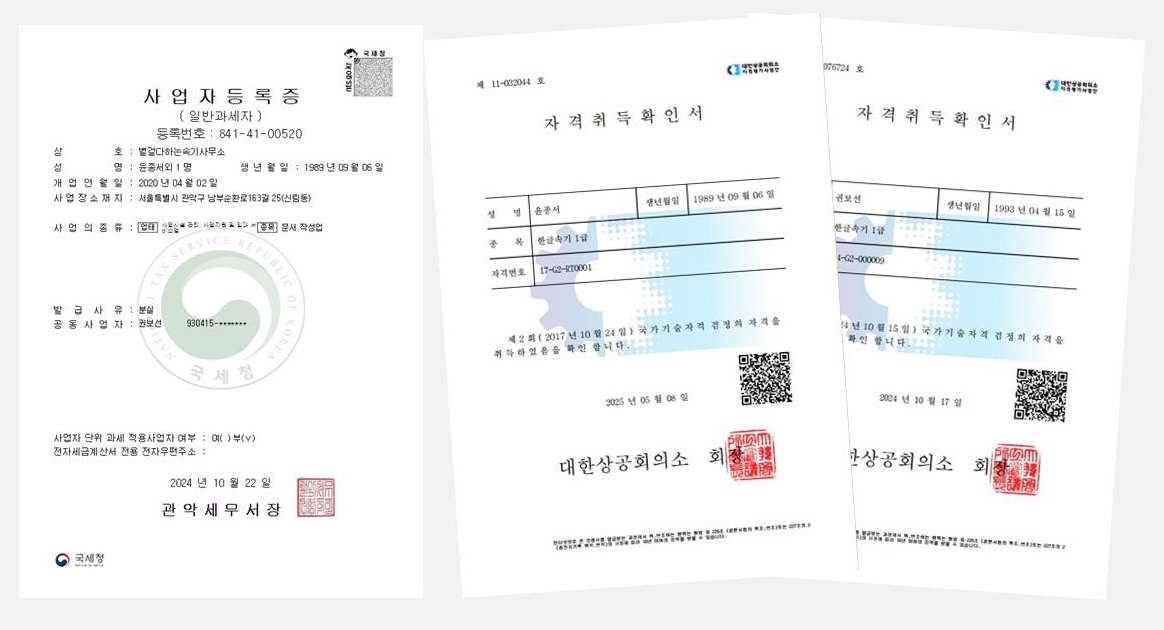 국세청
nts.go.kr
사업자등록증
( 일반과세자 )
등록번호 : 841-41-00520
상 호 : 별걸다하는속기사무소
성 명 : 윤종서외 1 명 생 년 월 일 : 1989 년 09 월 06 일
개 업 연 월 일 : 2020 년 04 월 02 일
사 업 장 소 재 지 : 서울특별시 관악구 남부순환로163길 25(신림동)
사 업 의 종 류 : 업태 종목 문서 작성업
NATIONAL TAX SERVICE REPUBLIC OF KOREA
국세청
발 급 사 유 : 분실
공 동 사 업 자 : 권보선 930415-*******
사업자 단위 과세 적용사업자 여부 : 여( ) 부(v)
전자세금계산서 전용 전자우편주소 :
2024 년 10 월 22 일
관악세무서장
국세청
제 11-032044 호
대한상공회의소
자격평가사업단
자격취득확인서
성 명 윤종서 생년월일 1989 년 09 월 06 일
종 목 한글속기 1급
자격번호 17-G2-RT0001
제 2 회 ( 2017 년 10 월 24 일 ) 국가기술자격 검정의 자격을
취득하였음을 확인 합니다.
2025 년 05 월 08 일
대한상공회의소 회장
076724 호
대한상공회의소
자격평가사업단
자격취득확인서
권보선 생년월일 1993 년 04 월 15 일
한글속기 1급
4-G2-000009
24 년 10 월 15 일 ) 국가기술자격 검정의 자격을
확인 합니다.
2024 년 10 월 17 일
한상공회의소 회장